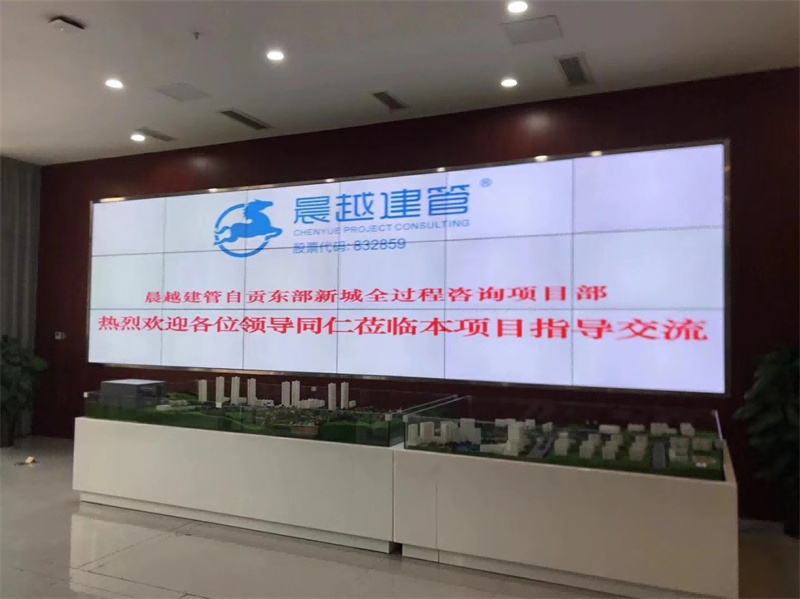 晨越建管®
CHENYUE PROJECT CONSULTING
股票代码: 832859
晨越建管自贡东部新城全过程咨询项目部
热烈欢迎各位领导同仁莅临本项目指导交流